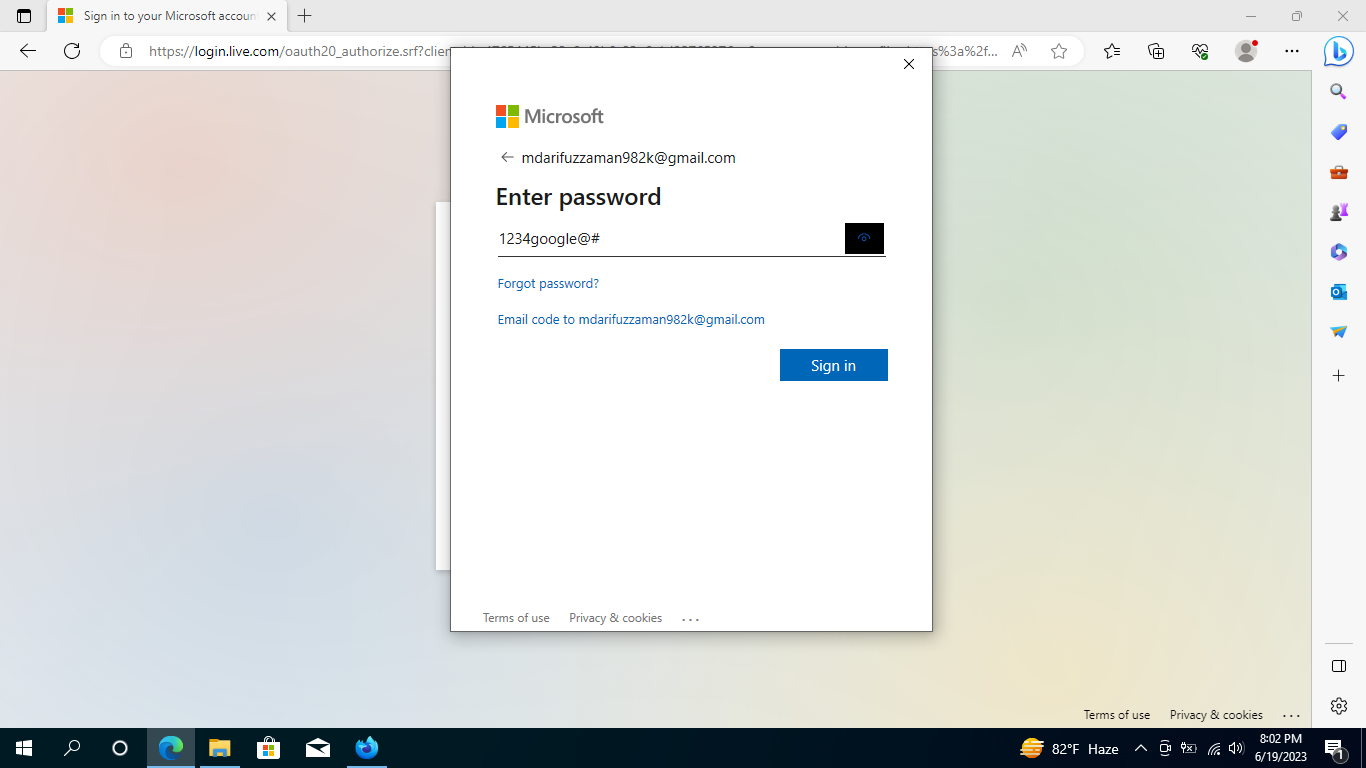 Sign in to your Microsoft accoun
https://login.live.com/oauth20_authorize.srf?clien
s%3a%2f...
Microsoft
mdarifuzzaman982k@gmail.com
Enter password
1234google@#
Forgot password?
Email code to mdarifuzzaman982k@gmail.com
Sign in
Terms of use Privacy & cookies ...
Terms of use Privacy & cookies ...
82°F Haze
8:02 PM
6/19/2023
1